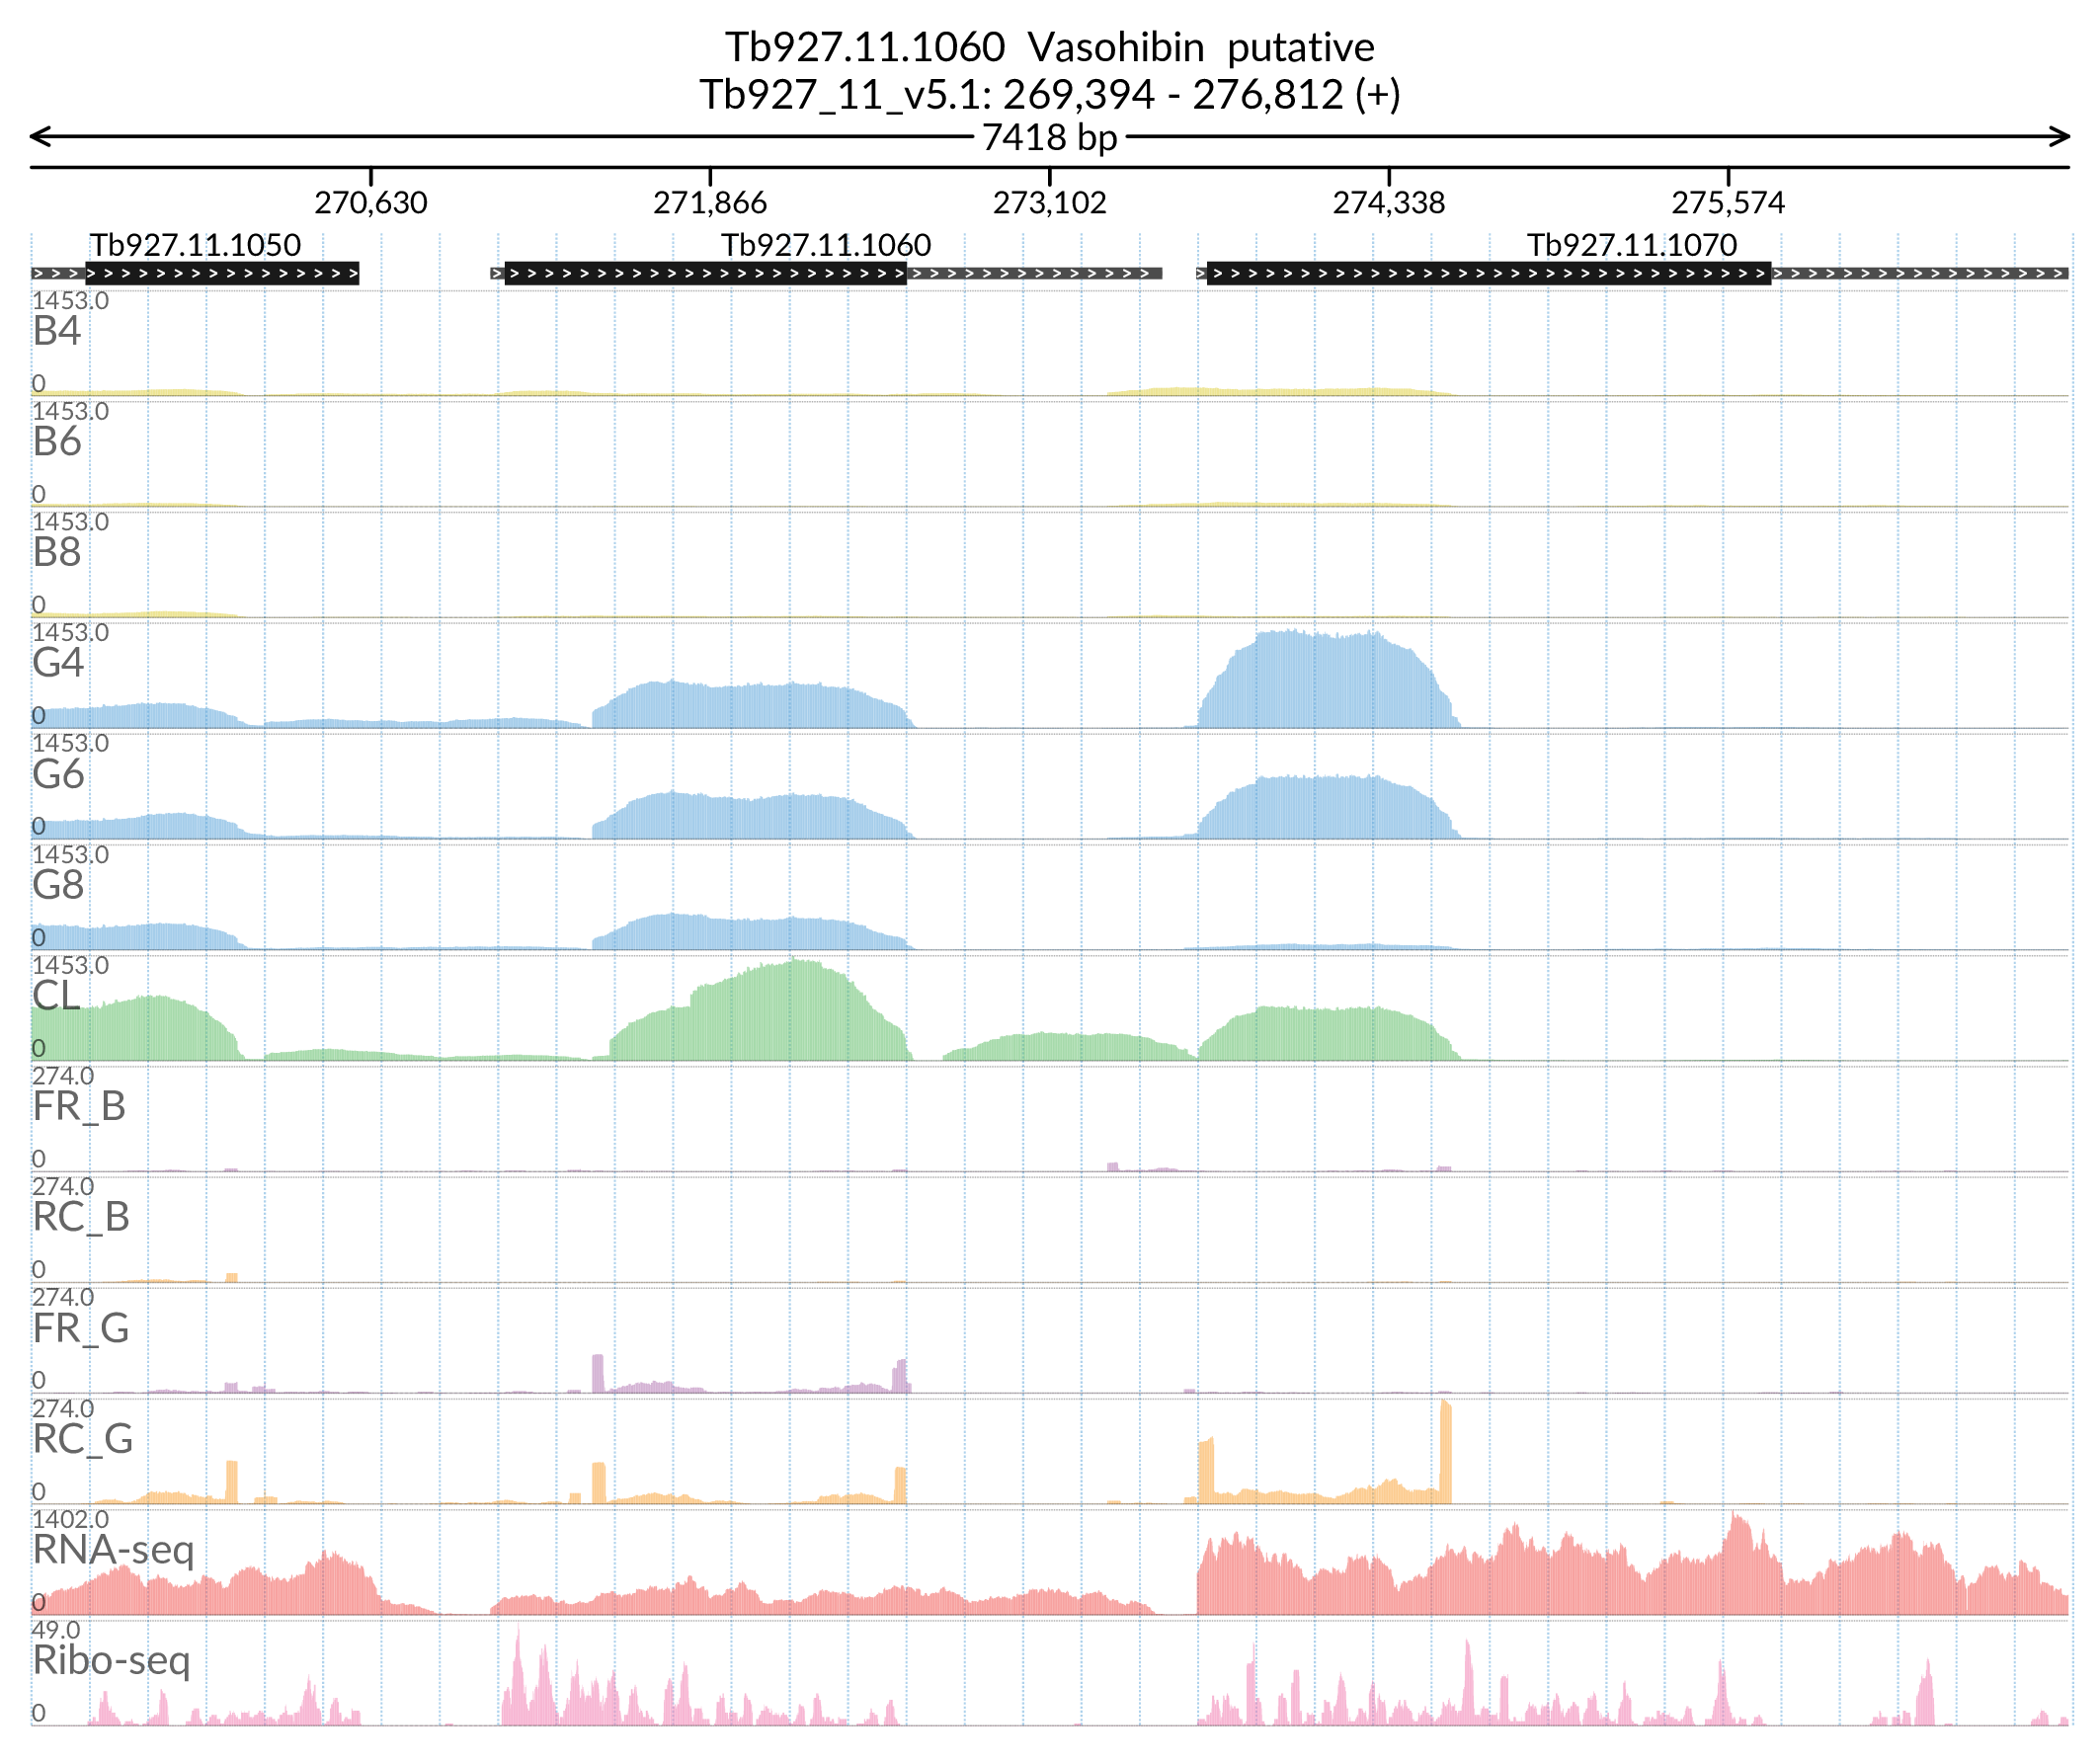 Tb927.11.1060 Vasohibin putative
Tb927_11_v5.1: 269,394 - 276,812 (+)
7418 bp
270,630 271,866 273,102 274,338 275,574
Tb927.11.1050 Tb927.11.1060 Tb927.11.1070
1453.0
B4
0
1453.0
B6
0
1453.0
B8
0
1453.0
G4
0
1453.0
G6
0
1453.0
G8
0
1453.0
CL
0
274.0
FR_B
0
274.0
RC_B
0
274.0
FR_G
0
274.0
RC_G
0
1402.0
RNA-seq
0
49.0
Ribo-seq
0